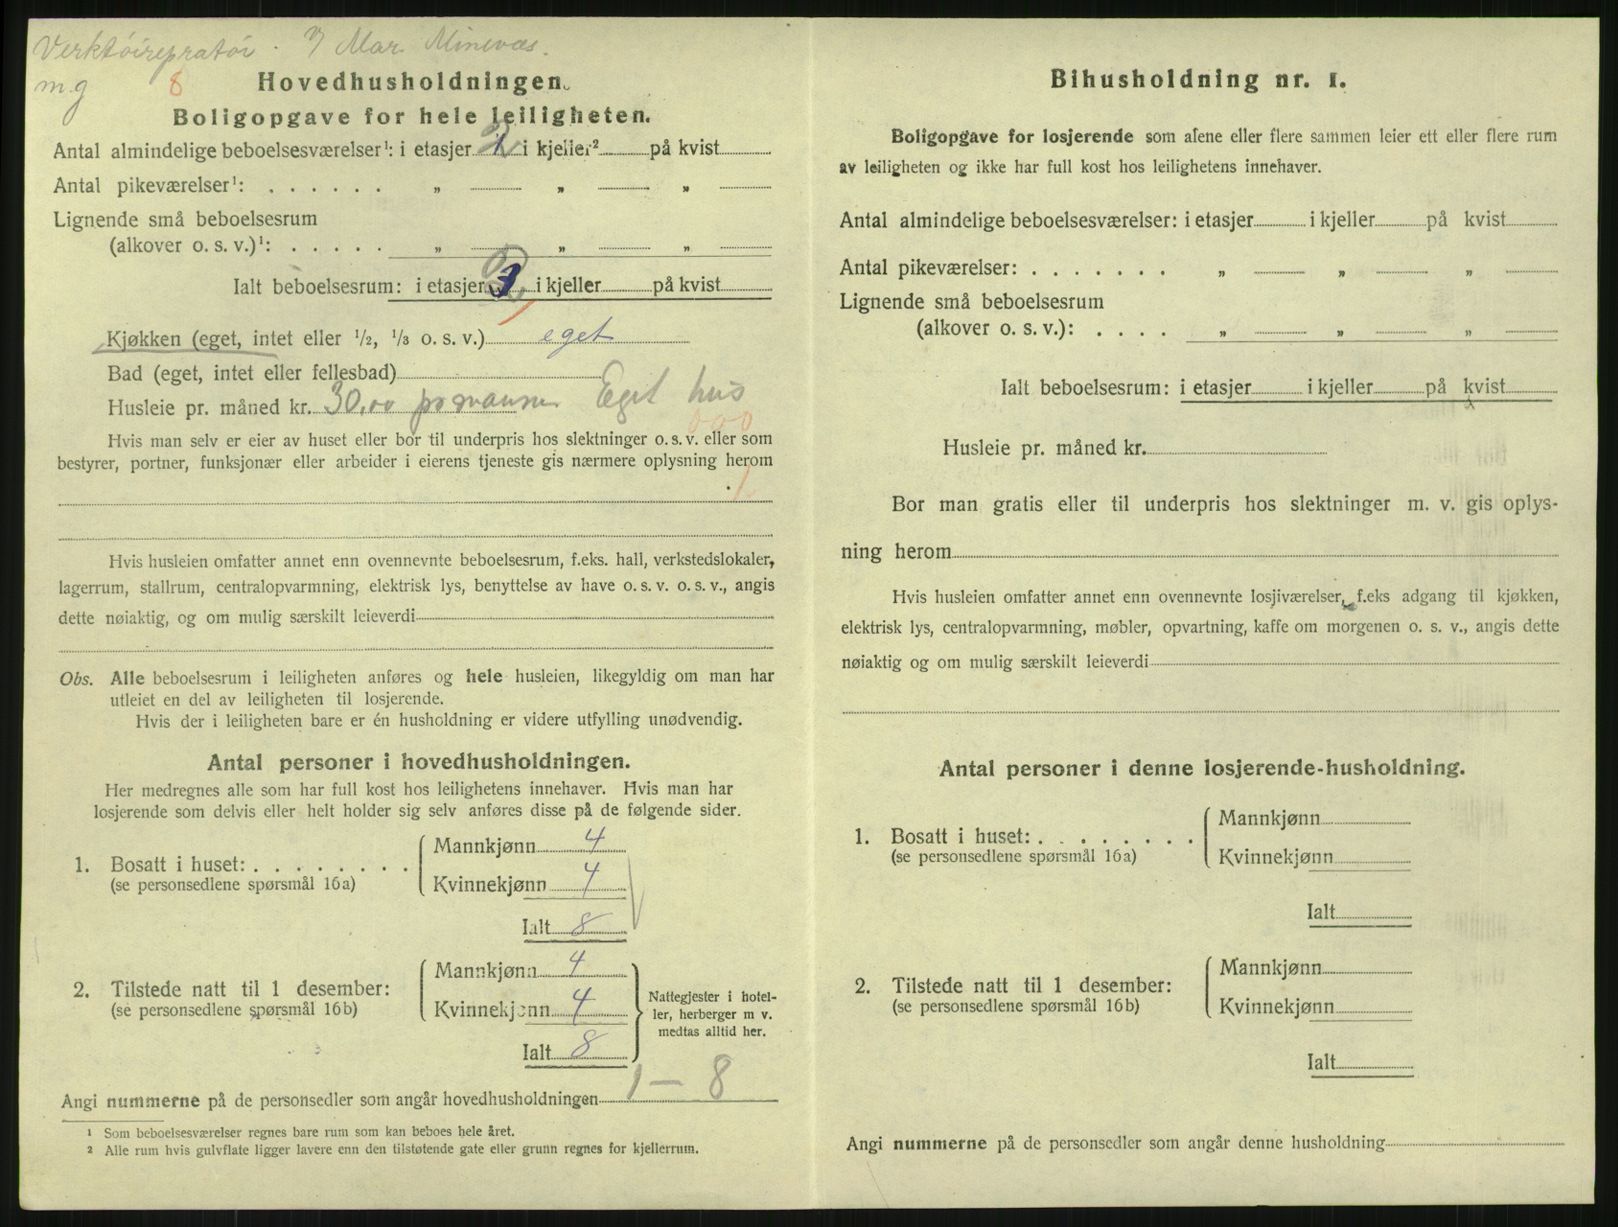 Verktöirepratör. 7 Mar. Minevæs.
m.g 8
Hovedhusholdningen.
Boligopgave for hele leiligheten.
Antal almindelige beboelsesværelser¹: i etasjer 2 i kjeller² på kvist
Antal pikeværelser¹: . . . . . . „ „ „
Lignende små beboelsesrum
(alkover o. s. v.)¹: . . . . . „ „ „
Ialt beboelsesrum: i etasjer 3 i kjeller på kvist
Kjøkken (eget, intet eller 1/2, 1/3 o. s. v.) eget
Bad (eget, intet eller fellesbad)
Husleie pr. måned kr. 30,00 Eget hus
000
Hvis man selv er eier av huset eller bor til underpris hos slektninger o. s. v. eller som
bestyrer, portner, funksjonær eller arbeider i eierens tjeneste gis nærmere oplysning herom
1
Hvis husleien omfatter annet enn ovennevnte beboelsesrum, f.eks. hall, verkstedslokaler,
lagerrum, stallrum, centralopvarmning, elektrisk lys, benyttelse av have o. s. v. o. s. v., angis
dette nøiaktig, og om mulig særskilt leieverdi
Obs. Alle beboelsesrum i leiligheten anføres og hele husleien, likegyldig om man har
utleiet en del av leiligheten til losjerende.
Hvis der i leiligheten bare er én husholdning er videre utfylling unødvendig.
Antal personer i hovedhusholdningen.
Her medregnes alle som har full kost hos leilighetens innehaver. Hvis man har
losjerende som delvis eller helt holder sig selv anføres disse på de følgende sider.
Mannkjønn 4
1. Bosatt i huset: . . . . . . . .
(se personsedlene spørsmål 16a)
Kvinnekjønn 4
Ialt 8
Mannkjønn 4
2. Tilstede natt til 1 desember:
(se personsedlene spørsmål 16b)
Kvinnekjønn 4
Ialt 8
Nattegjester i hotel-
ler, herberger m v.
medtas alltid her.
Angi nummerne på de personsedler som angår hovedhusholdningen 1 — 8
¹ Som beboelsesværelser regnes bare rum som kan beboes hele året.
² Alle rum hvis gulvflate ligger lavere enn den tilstøtende gate eller grunn regnes for kjellerrum.
Bihusholdning nr. 1.
Boligopgave for losjerende som alene eller flere sammen leier ett eller flere rum
av leiligheten og ikke har full kost hos leilighetens innehaver.
Antal almindelige beboelsesværelser: i etasjer i kjeller på kvist
Antal pikeværelser: . . . . . . . „ „ „
Lignende små beboelsesrum
(alkover o. s. v.): . . . . „ „ „
Ialt beboelsesrum: i etasjer i kjeller på kvist
Husleie pr. måned kr.
Bor man gratis eller til underpris hos slektninger m. v. gis oplys-
ning herom
Hvis husleien omfatter annet enn ovennevnte losjiværelser, f.eks adgang til kjøkken,
elektrisk lys, centralopvarmning, møbler, opvartning, kaffe om morgenen o. s. v., angis dette
nøiaktig og om mulig særskilt leieverdi
Antal personer i denne losjerende-husholdning.
Mannkjønn
1. Bosatt i huset: . . . . . . . .
(se personsedlene spørsmål 16a)
Kvinnekjønn
Ialt
Mannkjønn
2. Tilstede natt til 1 desember:
(se personsedlene spørsmål 16b)
Kvinnekjønn
Ialt
Angi nummerne på de personsedler som angår denne husholdning